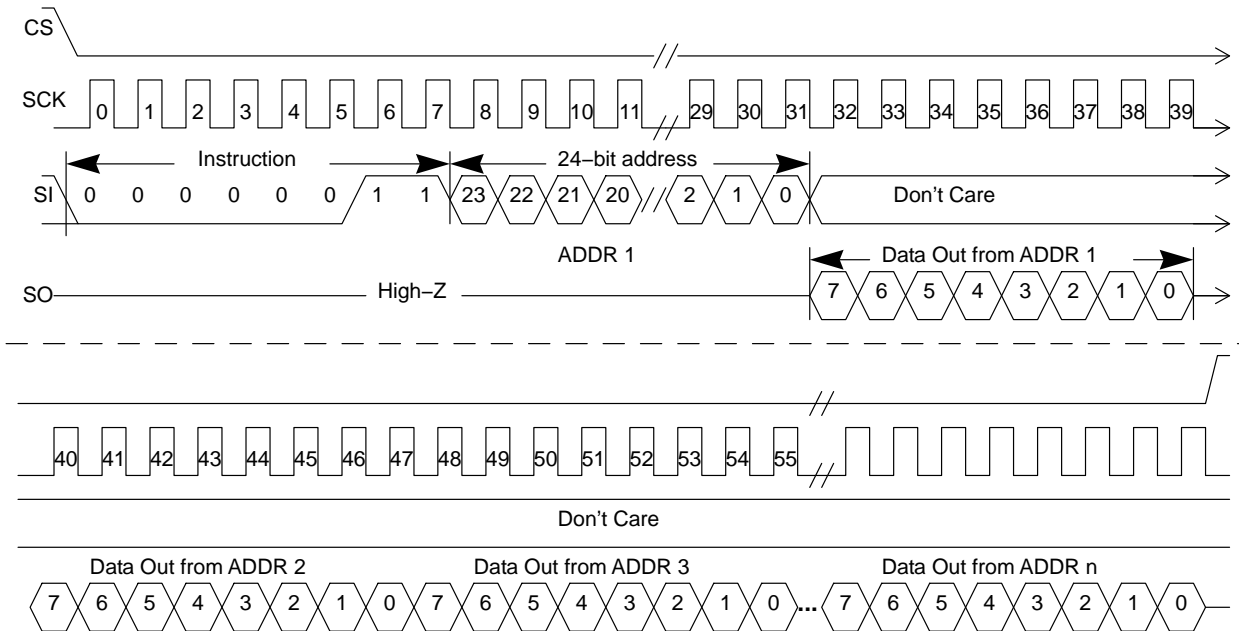 CS
SCK 0 1 2 3 4 5 6 7 8 9 10 11 29 30 31 32 33 34 35 36 37 38 39
Instruction 24−bit address
SI 0 0 0 0 0 0 1 1 23 22 21 20 2 1 0 Don't Care
ADDR 1 Data Out from ADDR 1
SO High−Z 7 6 5 4 3 2 1 0
40 41 42 43 44 45 46 47 48 49 50 51 52 53 54 55
Don't Care
Data Out from ADDR 2 Data Out from ADDR 3 Data Out from ADDR n
7 6 5 4 3 2 1 0 7 6 5 4 3 2 1 0 ... 7 6 5 4 3 2 1 0